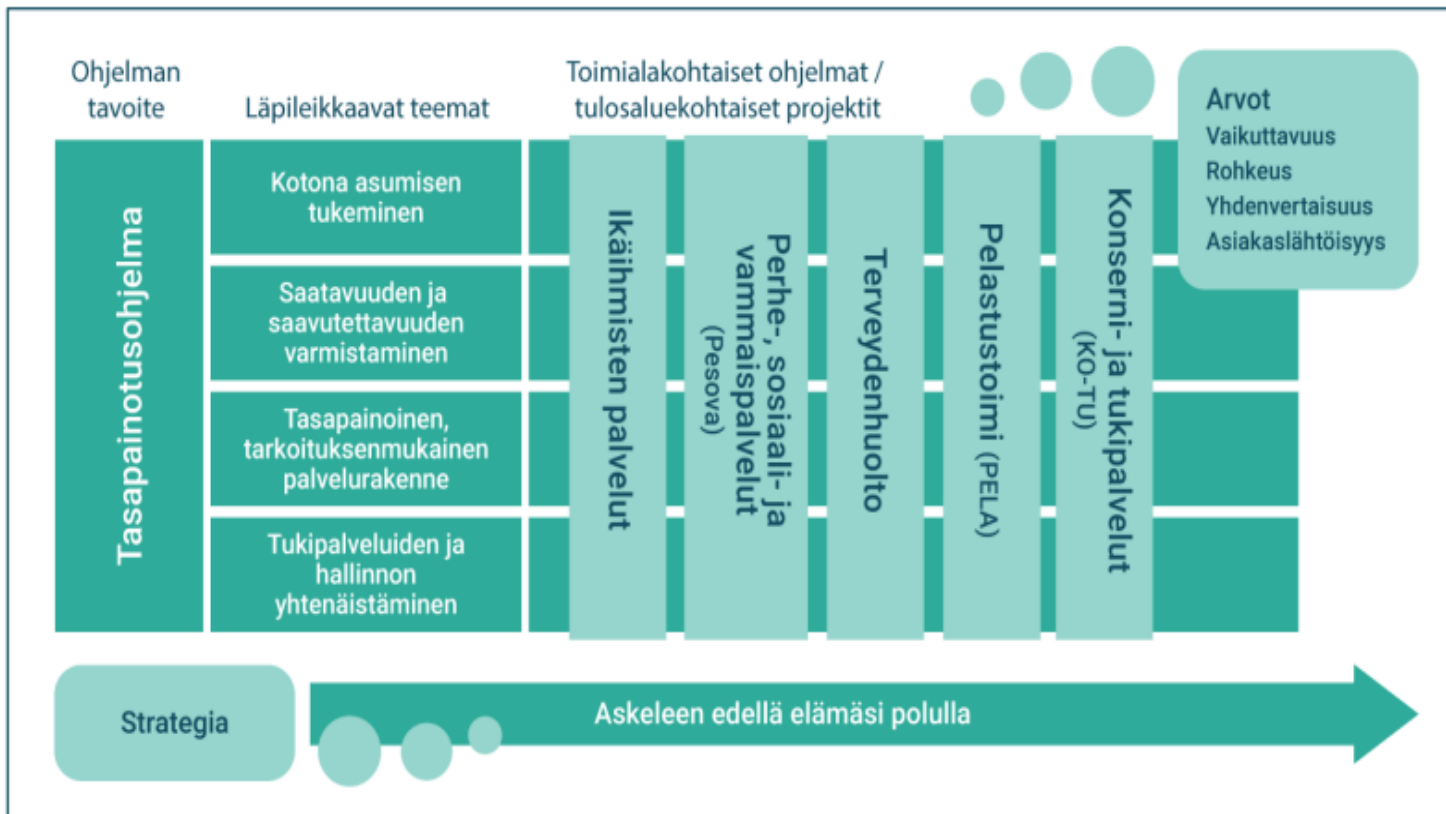 Ohjelman
tavoite
Läpileikkaavat teemat
Toimialakohtaiset ohjelmat /
tulosaluekohtaiset projektit
Arvot
Vaikuttavuus
Rohkeus
Yhdenvertaisuus
Asiakaslähtöisyys
Tasapainotusohjelma
Kotona asumisen
tukeminen
Saatavuuden ja
saavutettavuuden
varmistaminen
Tasapainoinen,
tarkoituksenmukainen
palvelurakenne
Tukipalveluiden ja
hallinnon
yhtenäistäminen
Ikäihmisten palvelut
Perhe-, sosiaali- ja
vammaispalvelut
(Pesova)
Terveydenhuolto
Pelastustoimi (PELA)
Konserni- ja tukipalvelut
(KO-TU)
Strategia
Askeleen edellä elämäsi polulla